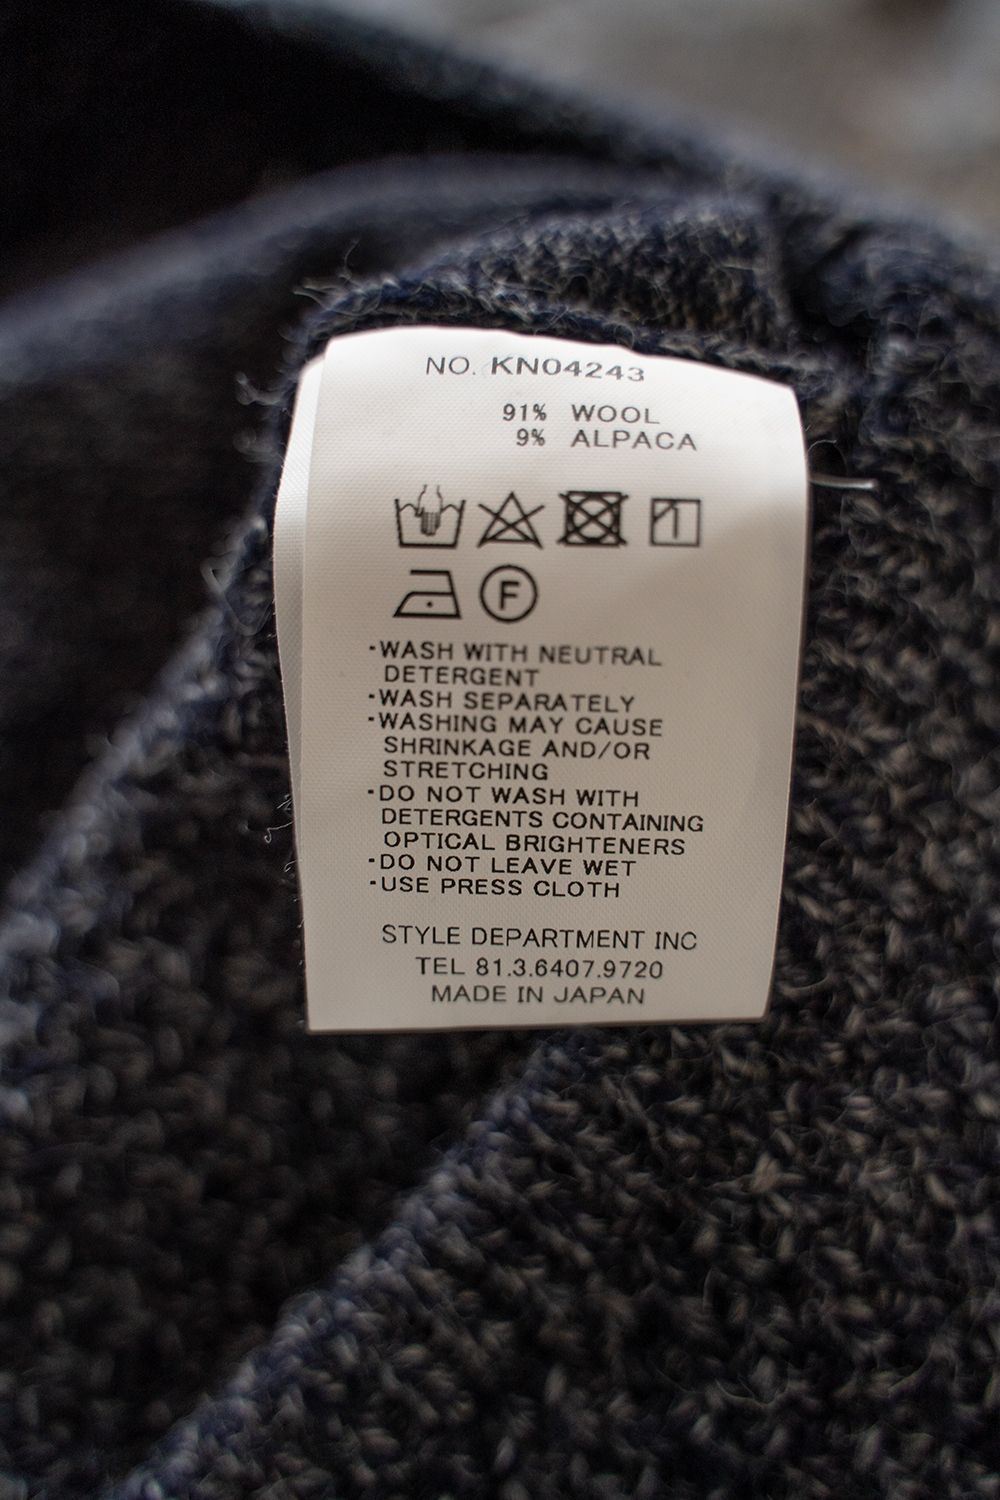 NO. KN04243
91% WOOL
9% ALPACA
F
·WASH WITH NEUTRAL
DETERGENT
·WASH SEPARATELY
·WASHING MAY CAUSE
SHRINKAGE AND/OR
STRETCHING
·DO NOT WASH WITH
DETERGENTS CONTAINING
OPTICAL BRIGHTENERS
·DO NOT LEAVE WET
·USE PRESS CLOTH
STYLE DEPARTMENT INC
TEL 81.3.6407.9720
MADE IN JAPAN